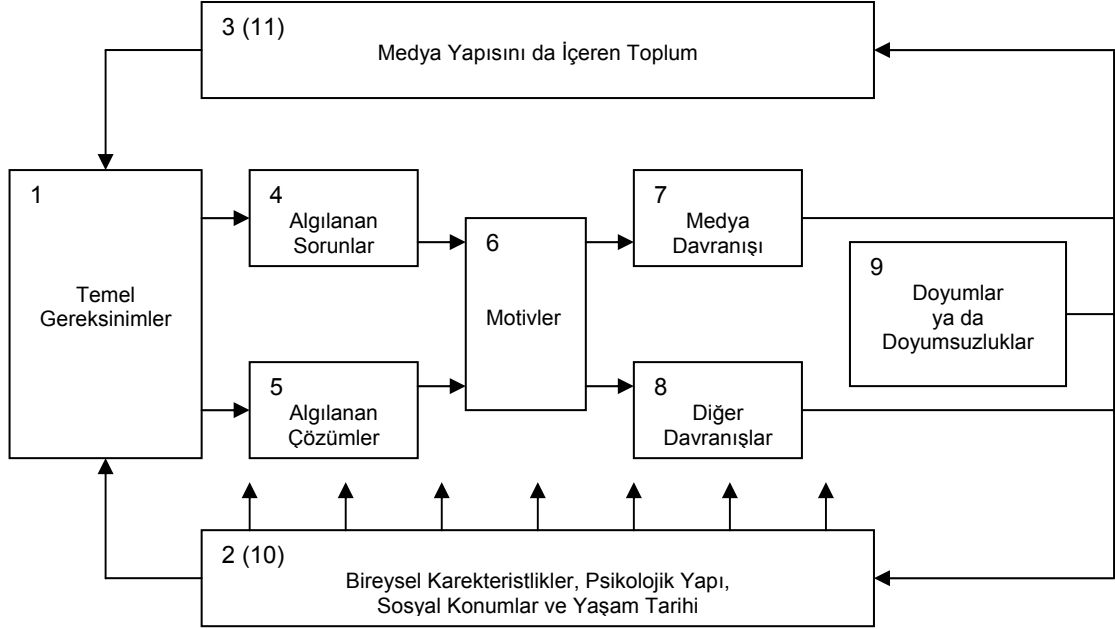 3 (11)
Medya Yapısını da İçeren Toplum
1
Temel
Gereksinimler
4
Algılanan
Sorunlar
5
Algılanan
Çözümler
6
Motivler
7
Medya
Davranışı
8
Diğer
Davranışlar
9
Doyumlar
ya da
Doyumsuzluklar
2 (10)
Bireysel Karekteristlikler, Psikolojik Yapı,
Sosyal Konumlar ve Yaşam Tarihi